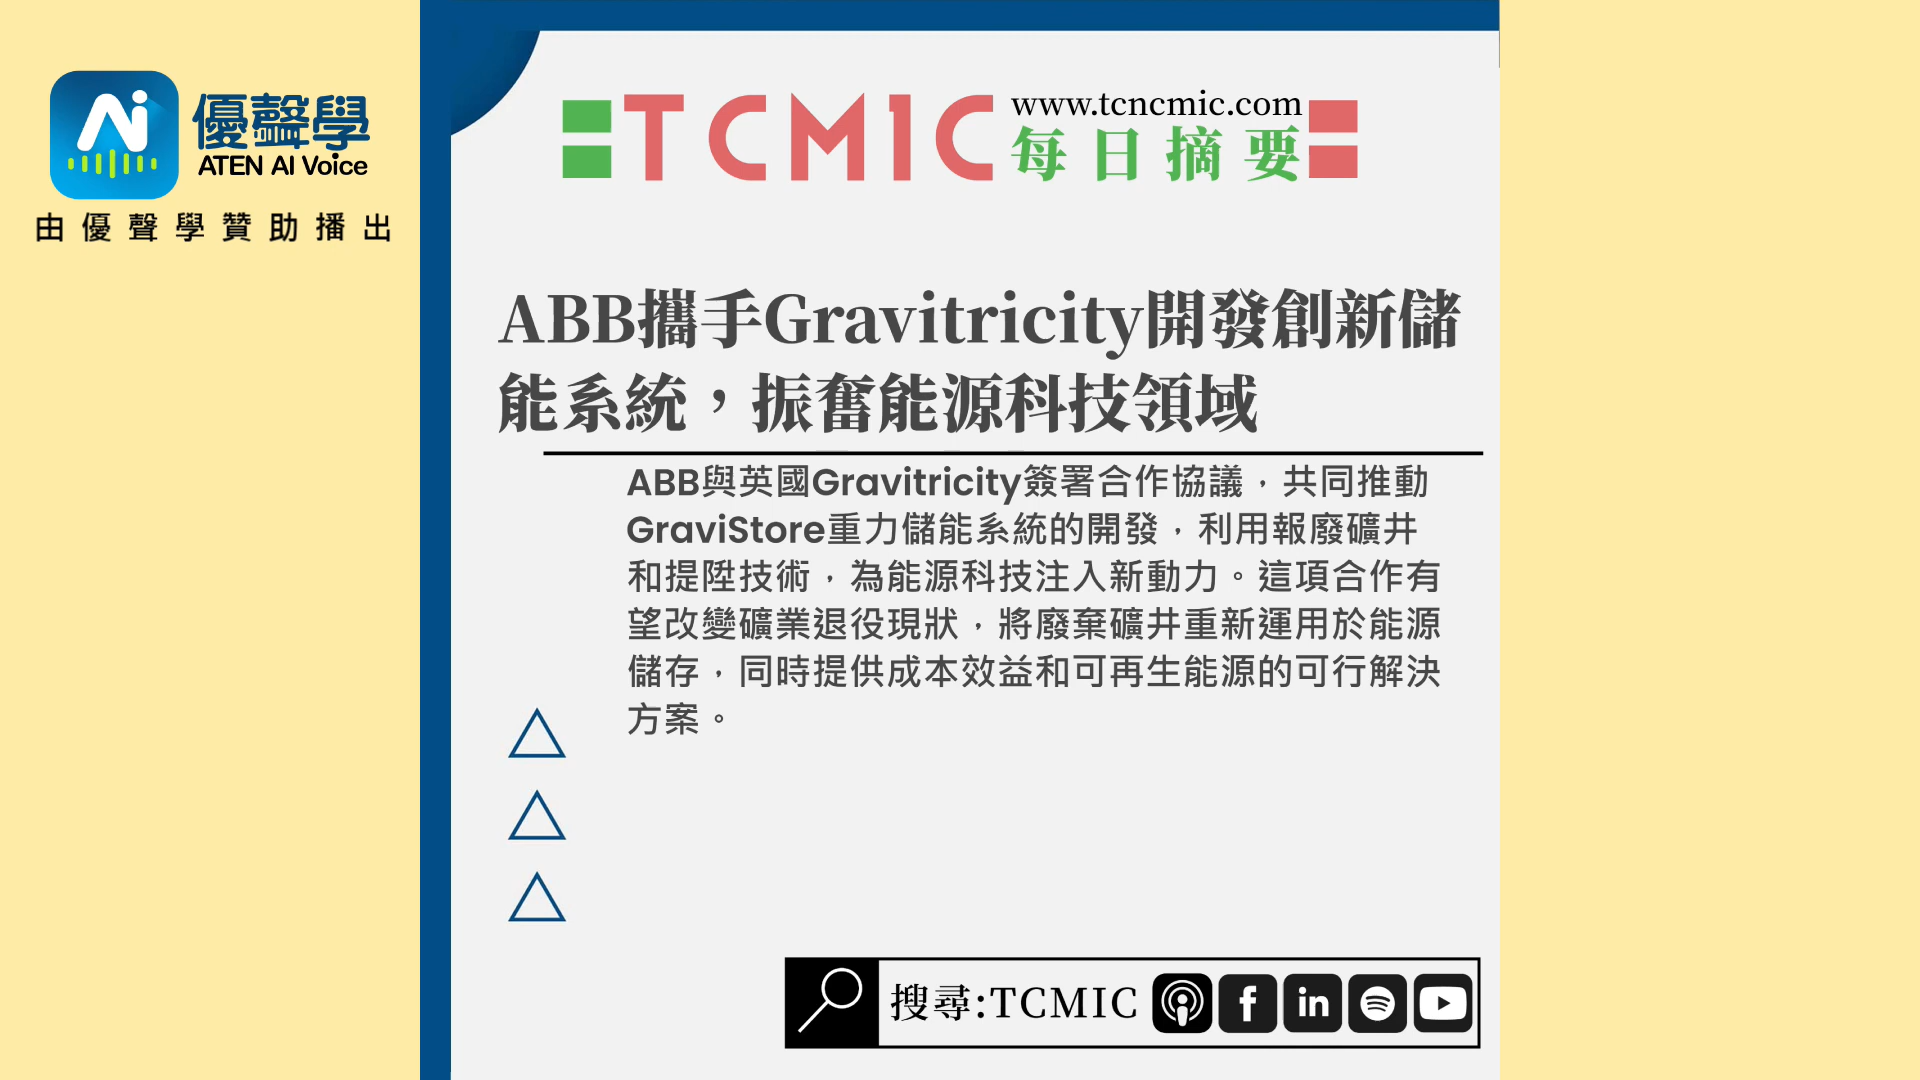 Ai
優聲學
ATEN AI Voice
由優聲學贊助播出
TCMIC
www.tcncmic.com
每日摘要
ABB攜手Gravitricity開發創新儲
能系統，振奮能源科技領域
ABB與英國Gravitricity簽署合作協議，共同推動
GraviStore重力儲能系統的開發，利用報廢礦井
和提陞技術，為能源科技注入新動力。這項合作有
望改變礦業退役現狀，將廢棄礦井重新運用於能源
儲存，同時提供成本效益和可再生能源的可行解決
方案。
搜尋:TCMIC